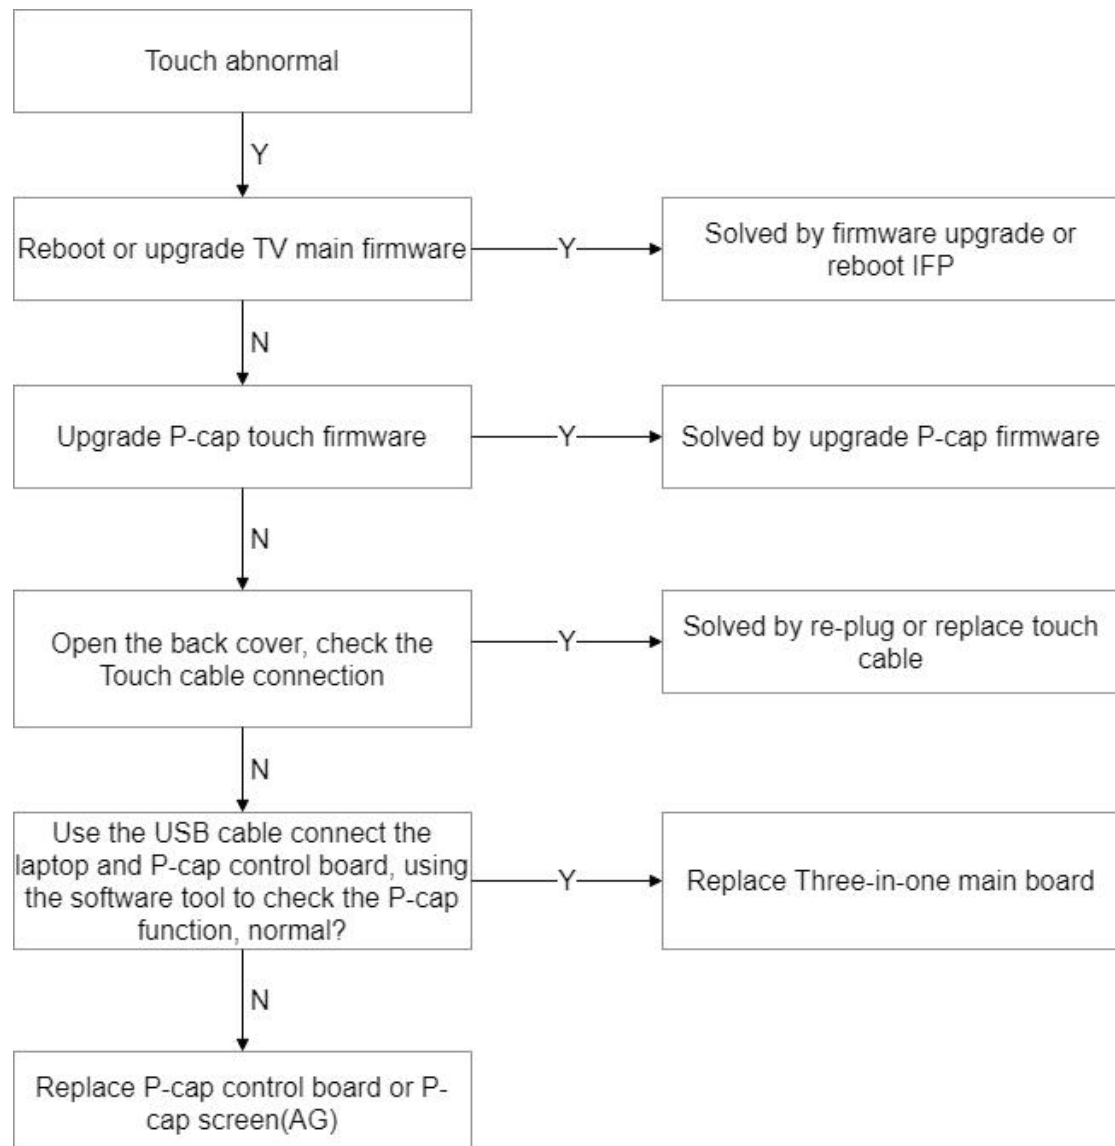 Touch abnormal
Y
Reboot or upgrade TV main firmware
Y
Solved by firmware upgrade or
reboot IFP
N
Upgrade P-cap touch firmware
Y
Solved by upgrade P-cap firmware
N
Open the back cover, check the
Touch cable connection
Y
Solved by re-plug or replace touch
cable
N
Use the USB cable connect the
laptop and P-cap control board, using
the software tool to check the P-cap
function, normal?
Y
Replace Three-in-one main board
N
Replace P-cap control board or P-
cap screen(AG)